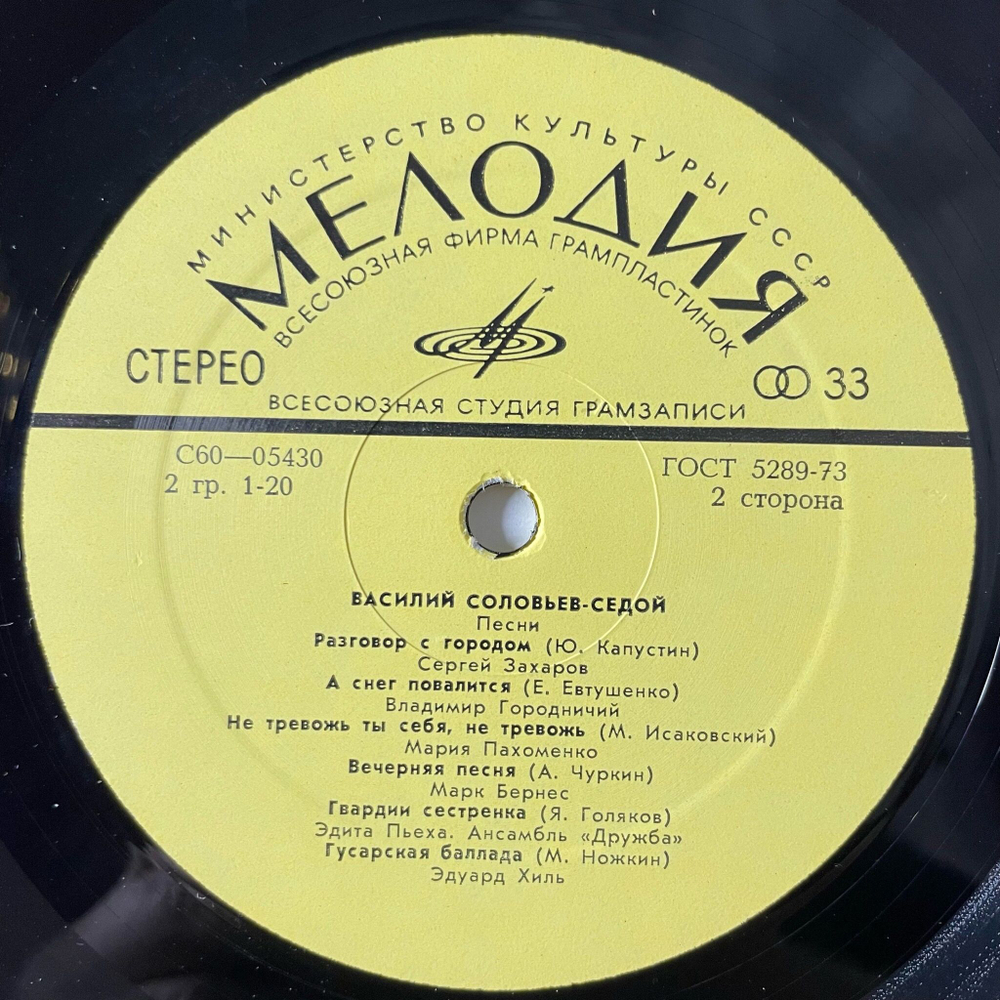 МИНИСТЕРСТВО КУЛЬТУРЫ СССР
МЕЛОДИЯ
ВСЕСОЮЗНАЯ ФИРМА ГРАМПЛАСТИНОК
СТЕРЕО
33
ВСЕСОЮЗНАЯ СТУДИЯ ГРАМЗАПИСИ
С60—05430
ГОСТ 5289-73
2 гр. 1-20
2 сторона
ВАСИЛИЙ СОЛОВЬЕВ-СЕДОЙ
Песни
Разговор с городом (Ю. Капустин)
Сергей Захаров
А снег повалится (Е. Евтушенко)
Владимир Городничий
Не тревожь ты себя, не тревожь (М. Исаковский)
Мария Пахоменко
Вечерняя песня (А. Чуркин)
Марк Бернес
Гвардии сестренка (Я. Голяков)
Эдита Пьеха. Ансамбль «Дружба»
Гусарская баллада (М. Ножкин)
Эдуард Хиль